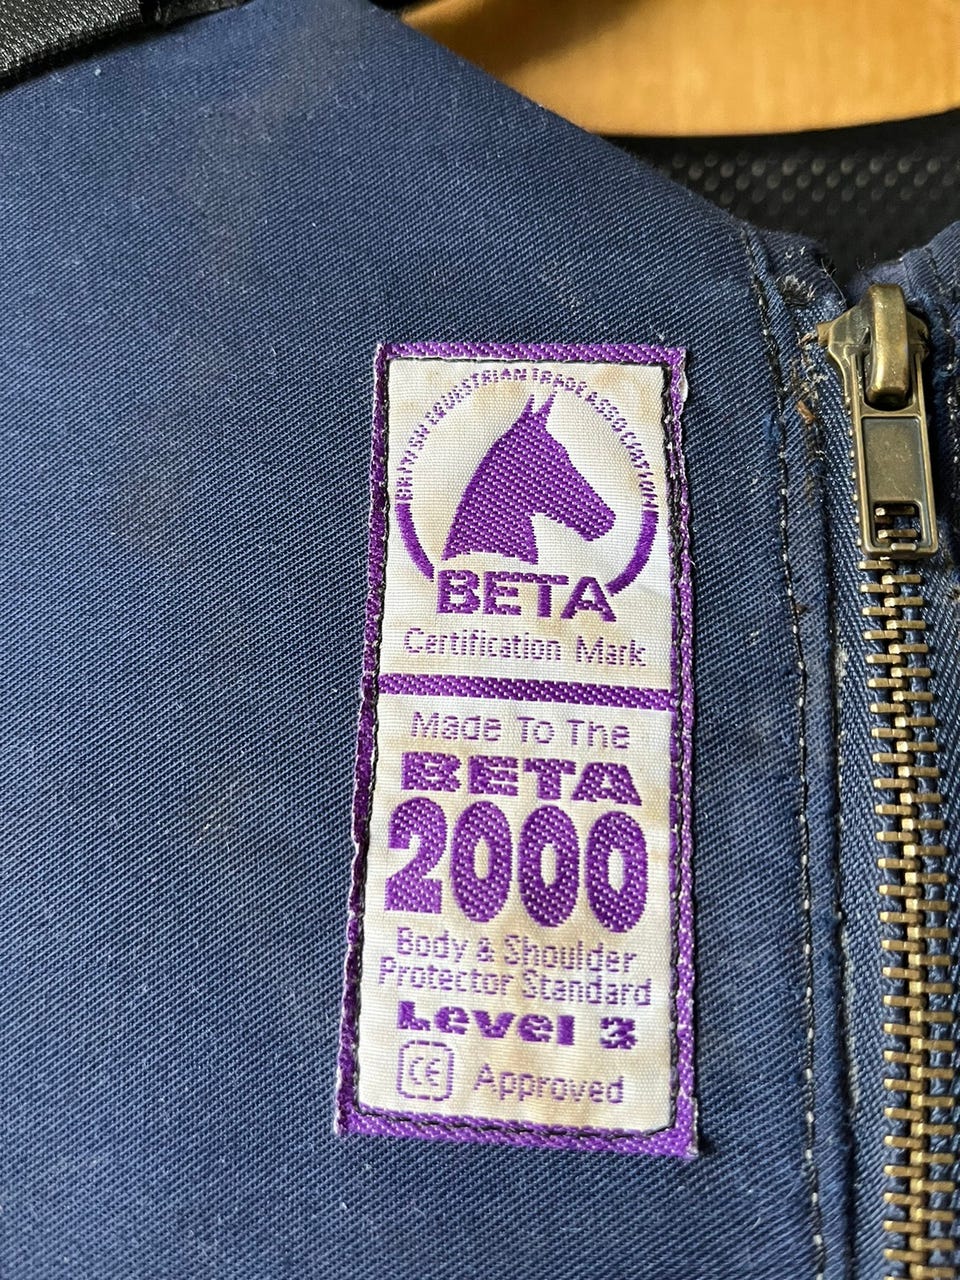 BRITISH EQUESTRIAN TRADE ASSOCIATION
BETA
Certification Mark
Made To The
BETA
2000
Body & Shoulder
Protector Standard
Level 3
CE Approved